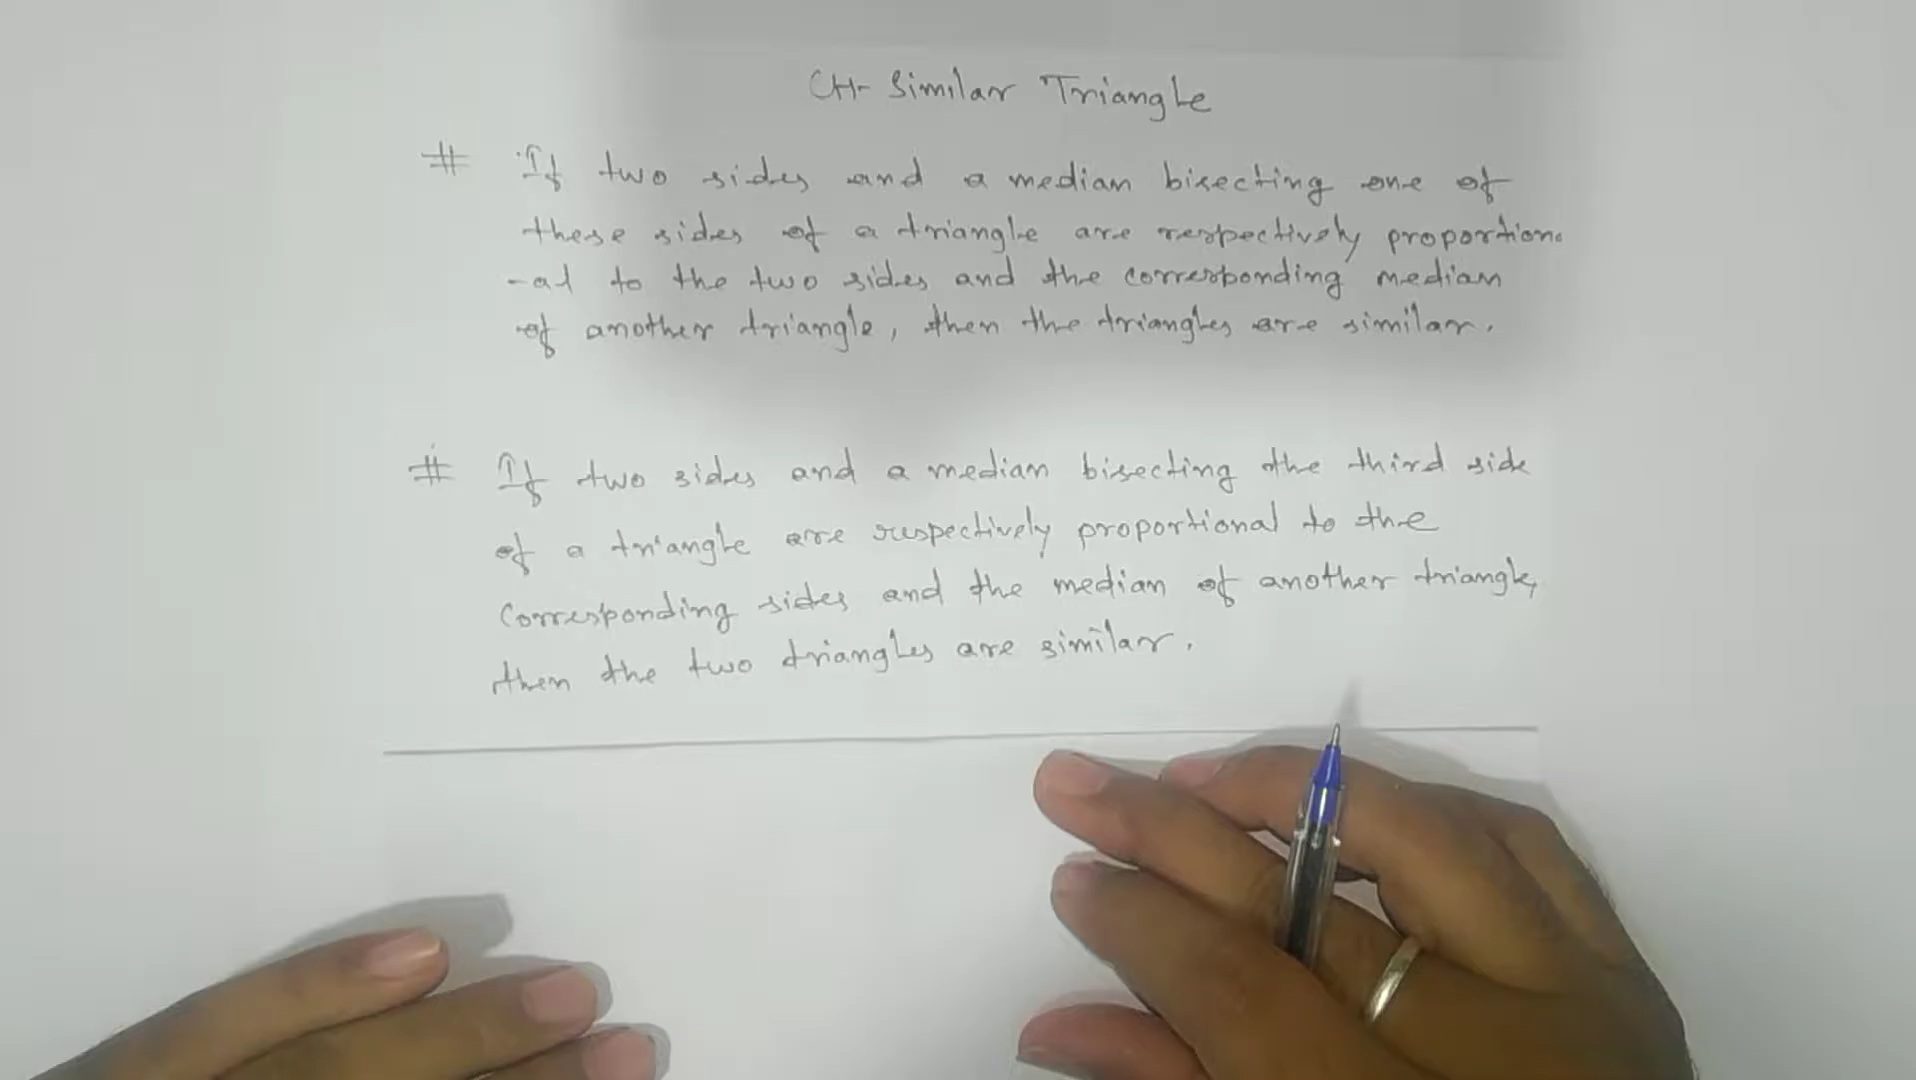 CH- Similar Triangle
# If two sides and a median bisecting one of
these sides of a triangle are respectively proportion
-al to the two sides and the corresponding median
of another triangle, then the triangles are similar.
# If two sides and a median bisecting the third side
of a triangle are respectively proportional to the
Corresponding sides and the median of another triangle,
then the two triangles are similar.